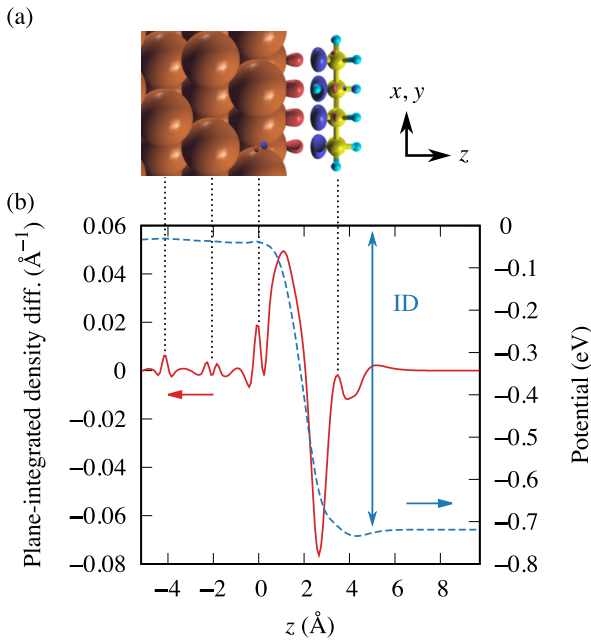 (a)
x, y
z
(b)
Plane-integrated density diff. (Å⁻¹)
0.06
0.04
0.02
0
−0.02
−0.04
−0.06
−0.08
ID
0
−0.1
−0.2
−0.3
−0.4
−0.5
−0.6
−0.7
−0.8
Potential (eV)
−4 −2 0 2 4 6 8
z (Å)